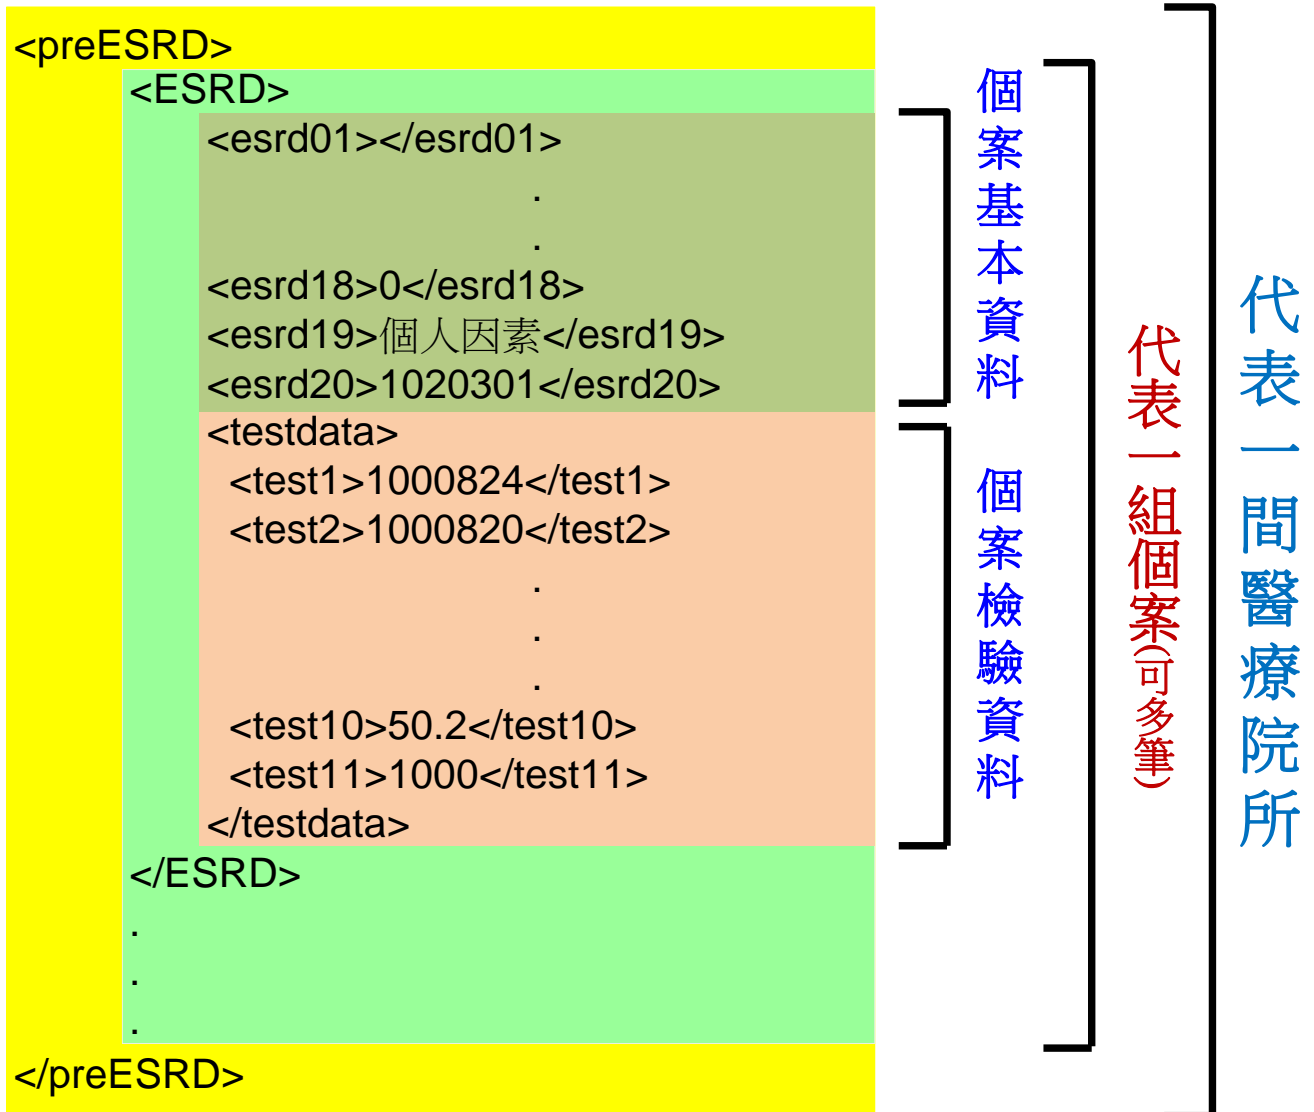 <preESRD>
<ESRD>
<esrd01></esrd01>
.
.
<esrd18>0</esrd18>
<esrd19>個人因素</esrd19>
<esrd20>1020301</esrd20>
<testdata>
<test1>1000824</test1>
<test2>1000820</test2>
.
.
.
<test10>50.2</test10>
<test11>1000</test11>
</testdata>
</ESRD>
.
.
.
</preESRD>
個案基本資料
個案檢驗資料
代表一組個案(可多筆)
代表一間醫療院所